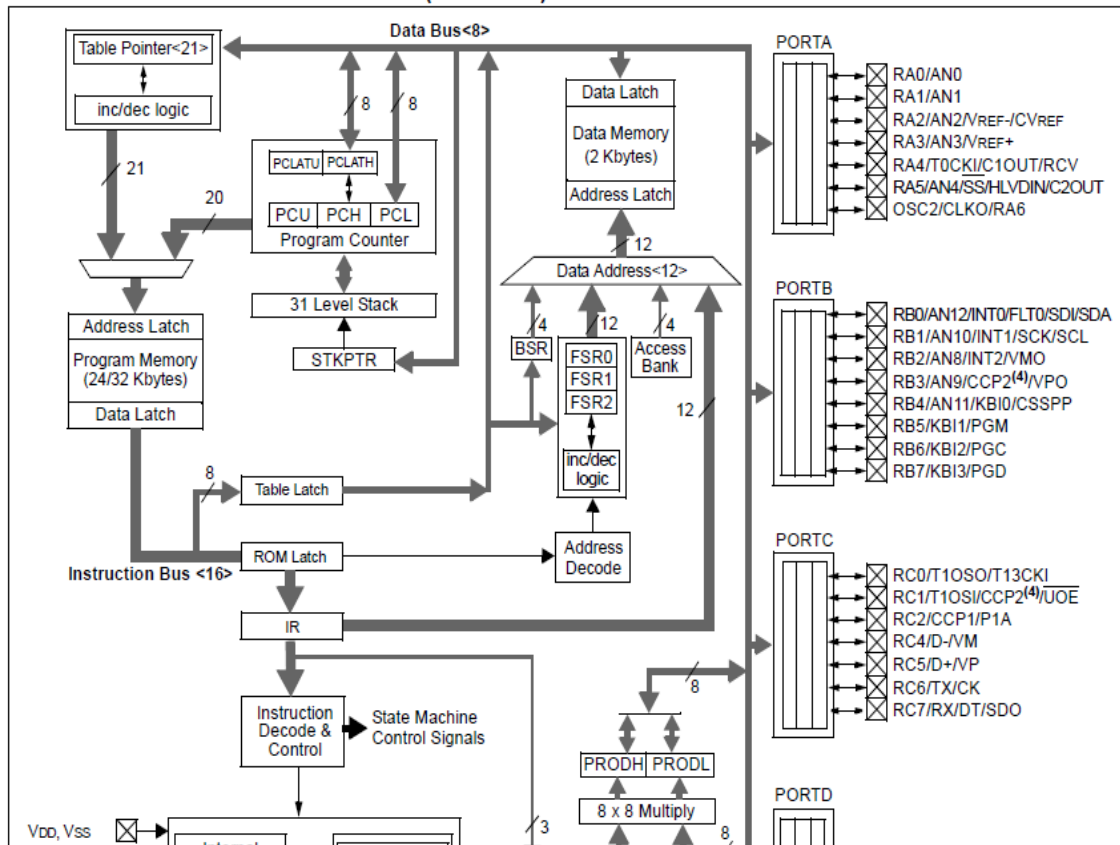 Data Bus<8>
Table Pointer<21>
inc/dec logic
21
20
8
8
PCLATU PCLATH
PCU PCH PCL
Program Counter
31 Level Stack
STKPTR
Address Latch
Program Memory
(24/32 Kbytes)
Data Latch
8
Table Latch
ROM Latch
Instruction Bus <16>
IR
Instruction
Decode &
Control
State Machine
Control Signals
VDD, VSS
3
Data Latch
Data Memory
(2 Kbytes)
Address Latch
12
Data Address<12>
4
12
4
BSR
FSR0
FSR1
FSR2
Access
Bank
12
inc/dec
logic
Address
Decode
8
PRODH PRODL
8 x 8 Multiply
8
PORTA
RA0/AN0
RA1/AN1
RA2/AN2/VREF-/CVREF
RA3/AN3/VREF+
RA4/T0CKI/C1OUT/RCV
RA5/AN4/SS/HLVDIN/C2OUT
OSC2/CLKO/RA6
PORTB
RB0/AN12/INT0/FLT0/SDI/SDA
RB1/AN10/INT1/SCK/SCL
RB2/AN8/INT2/VMO
RB3/AN9/CCP2(4)/VPO
RB4/AN11/KBI0/CSSPP
RB5/KBI1/PGM
RB6/KBI2/PGC
RB7/KBI3/PGD
PORTC
RC0/T1OSO/T13CKI
RC1/T1OSI/CCP2(4)/UOE
RC2/CCP1/P1A
RC4/D-/VM
RC5/D+/VP
RC6/TX/CK
RC7/RX/DT/SDO
PORTD